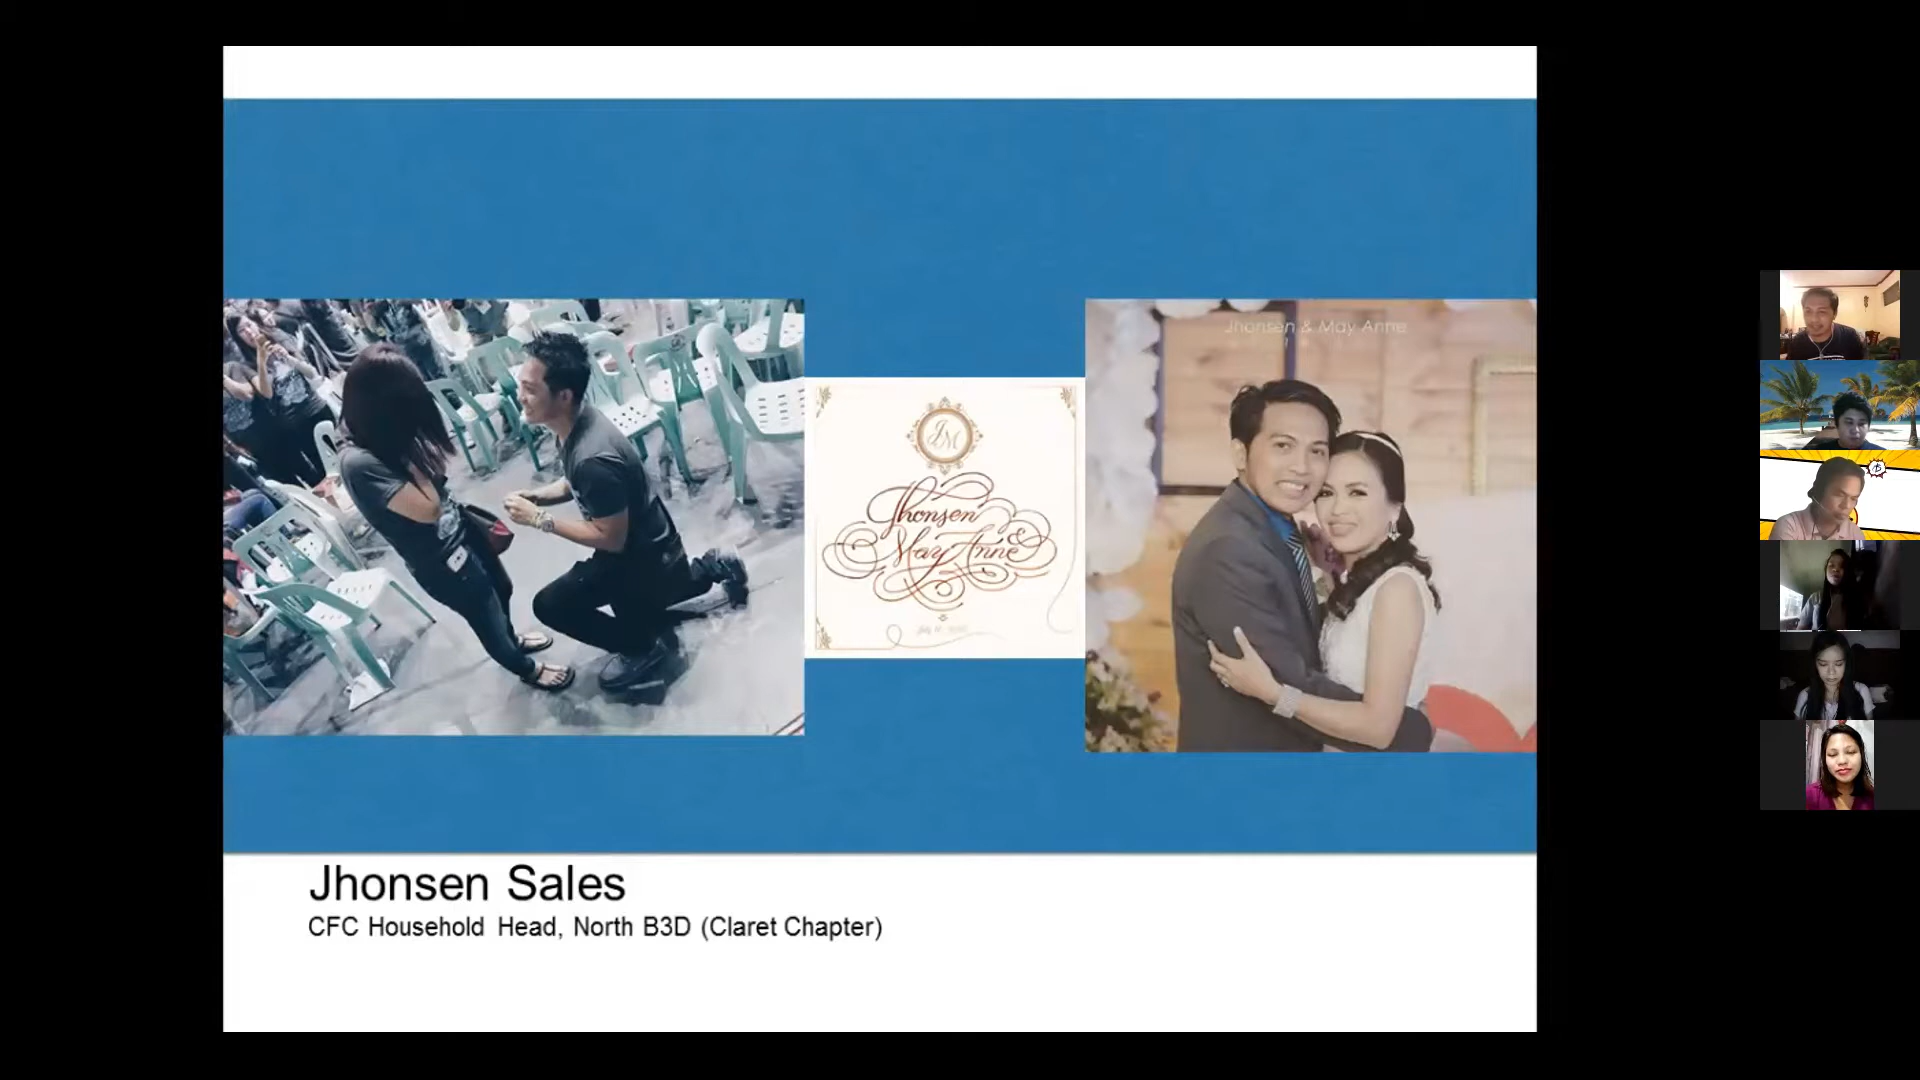 Jhonsen & May Anne
JM
Jhonsen
& May Anne
Jhonsen Sales
CFC Household Head, North B3D (Claret Chapter)